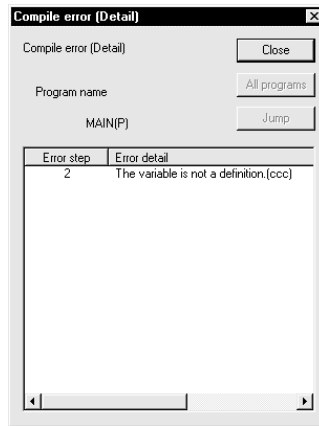 Compile error (Detail)
Compile error (Detail)
Close
Program name
All programs
MAIN(P)
Jump
Error step Error detail
2 The variable is not a definition.(ccc)